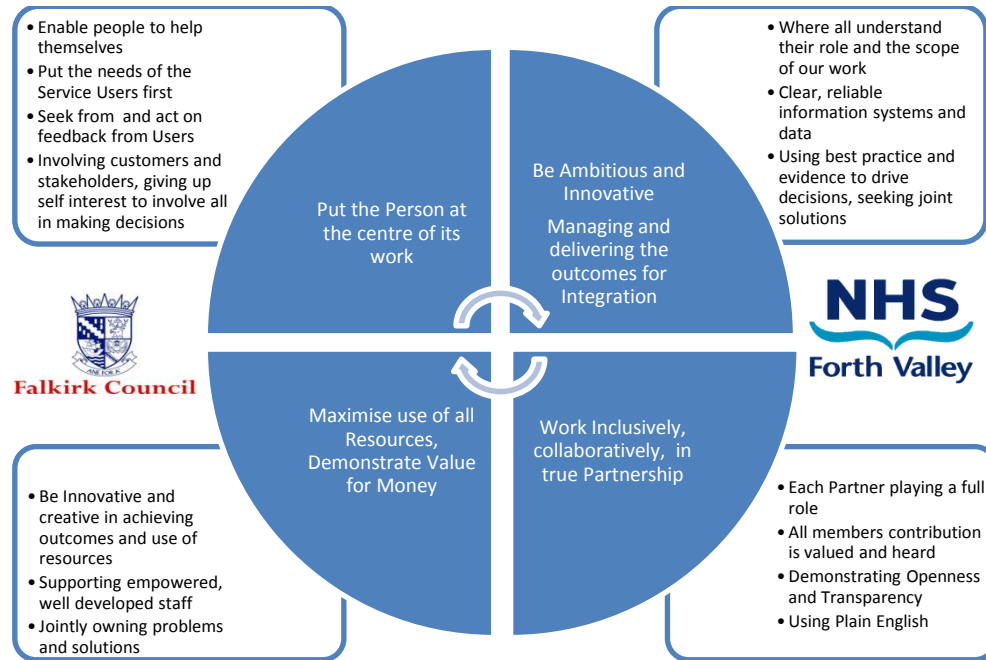 • Enable people to help
themselves
• Put the needs of the
Service Users first
• Seek from and act on
feedback from Users
• Involving customers and
stakeholders, giving up
self interest to involve all
in making decisions
• Where all understand
their role and the scope
of our work
• Clear, reliable
information systems and
data
• Using best practice and
evidence to drive
decisions, seeking joint
solutions
Put the Person at
the centre of its
work
Be Ambitious and
Innovative
Managing and
delivering the
outcomes for
Integration
ANE FOR A'
Falkirk Council
NHS
Forth Valley
Maximise use of all
Resources,
Demonstrate Value
for Money
Work Inclusively,
collaboratively, in
true Partnership
• Be Innovative and
creative in achieving
outcomes and use of
resources
• Supporting empowered,
well developed staff
• Jointly owning problems
and solutions
• Each Partner playing a full
role
• All members contribution
is valued and heard
• Demonstrating Openness
and Transparency
• Using Plain English